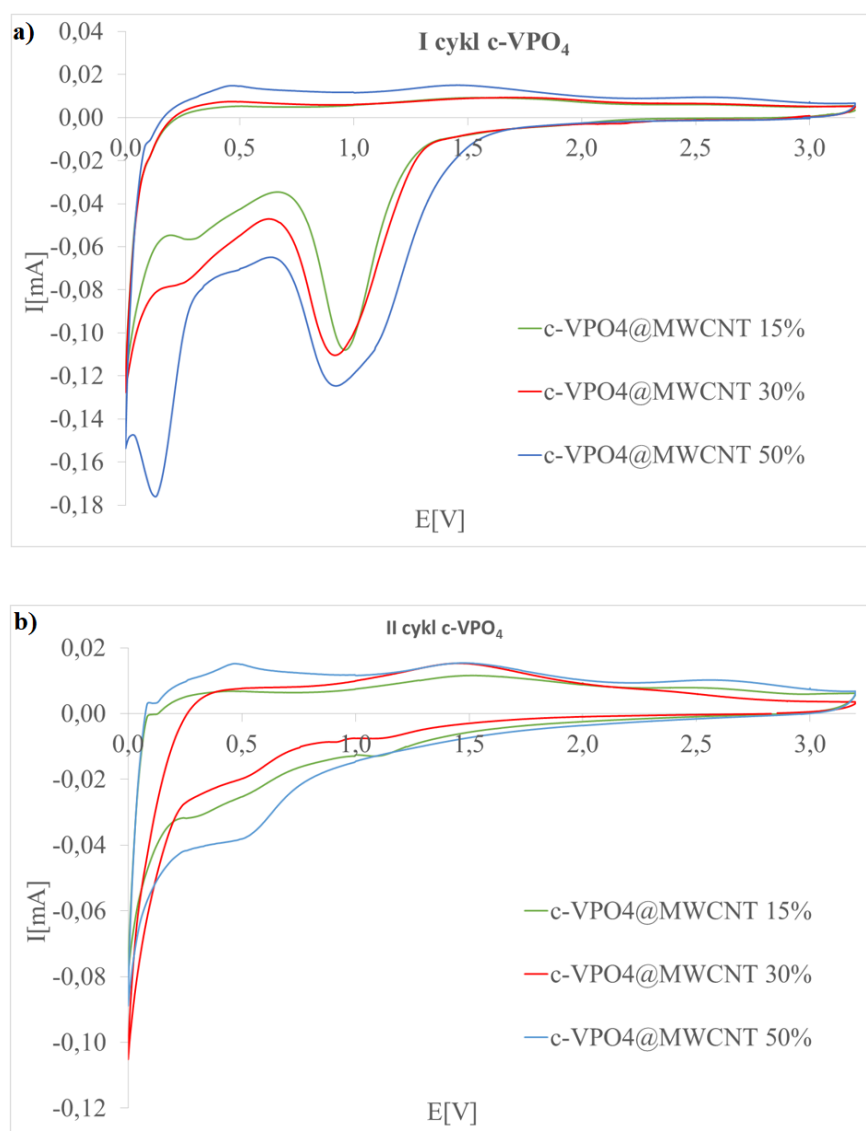 a)
I cykl c-VPO₄
0,04
0,02
0,00
0,0 0,5 1,0 1,5 2,0 2,5 3,0
-0,02
-0,04
-0,06
I[mA]
-0,08
-0,10
-0,12
-0,14
-0,16
-0,18
c-VPO4@MWCNT 15%
c-VPO4@MWCNT 30%
c-VPO4@MWCNT 50%
E[V]
b)
II cykl c-VPO₄
0,02
0,00
0,0 0,5 1,0 1,5 2,0 2,5 3,0
-0,02
-0,04
-0,06
I[mA]
-0,08
-0,10
-0,12
c-VPO4@MWCNT 15%
c-VPO4@MWCNT 30%
c-VPO4@MWCNT 50%
E[V]